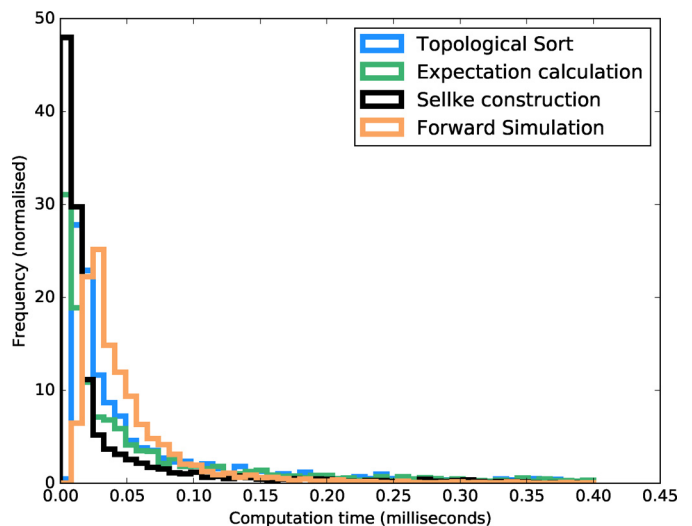 50
40
30
20
10
0
Frequency (normalised)
Topological Sort
Expectation calculation
Sellke construction
Forward Simulation
0.00 0.05 0.10 0.15 0.20 0.25 0.30 0.35 0.40 0.45
Computation time (milliseconds)